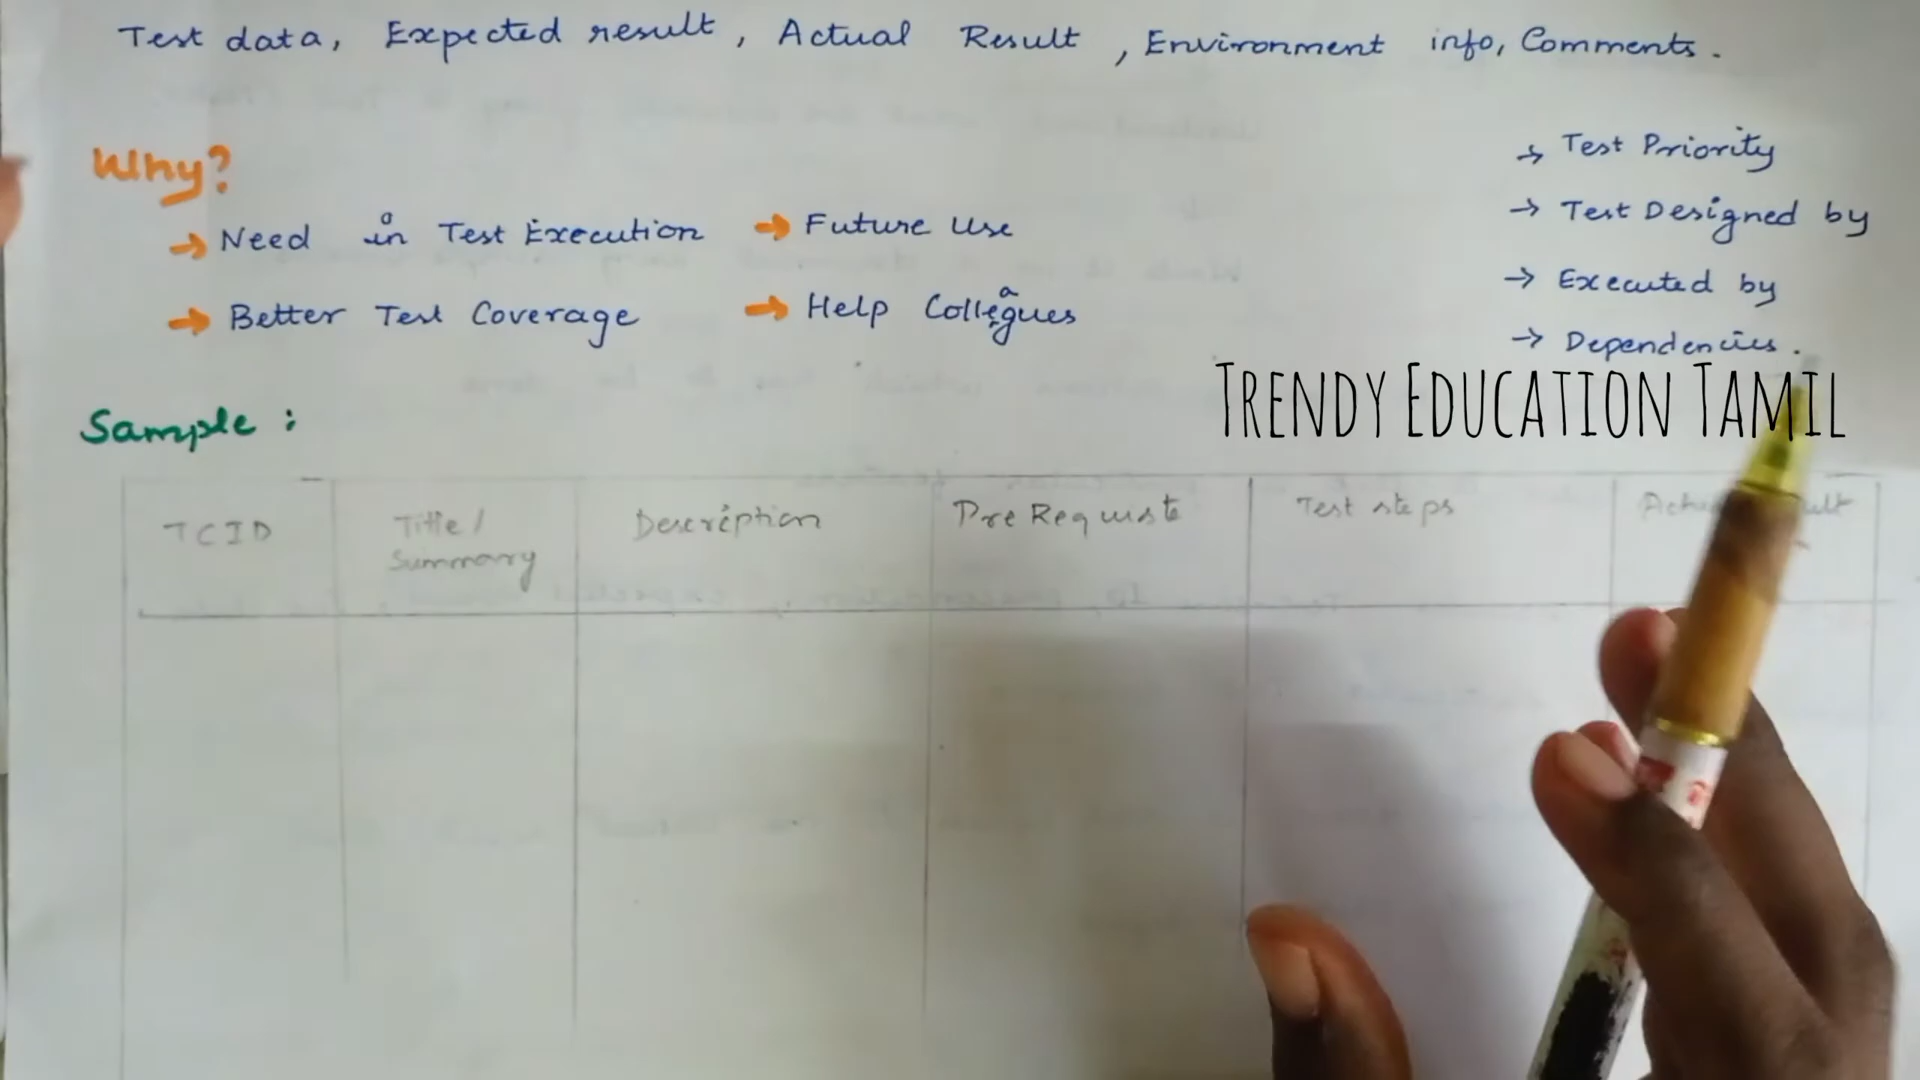 Test data, Expected result, Actual Result, Environment info, Comments.
Why?
→ Need in Test Execution
→ Future Use
→ Better Test Coverage
→ Help Colleagues
→ Test Priority
→ Test Designed by
→ Executed by
→ Dependencies.
TRENDY EDUCATION TAMIL
Sample :
TCID
Title /
Summary
Description
Pre Requiste
Test steps